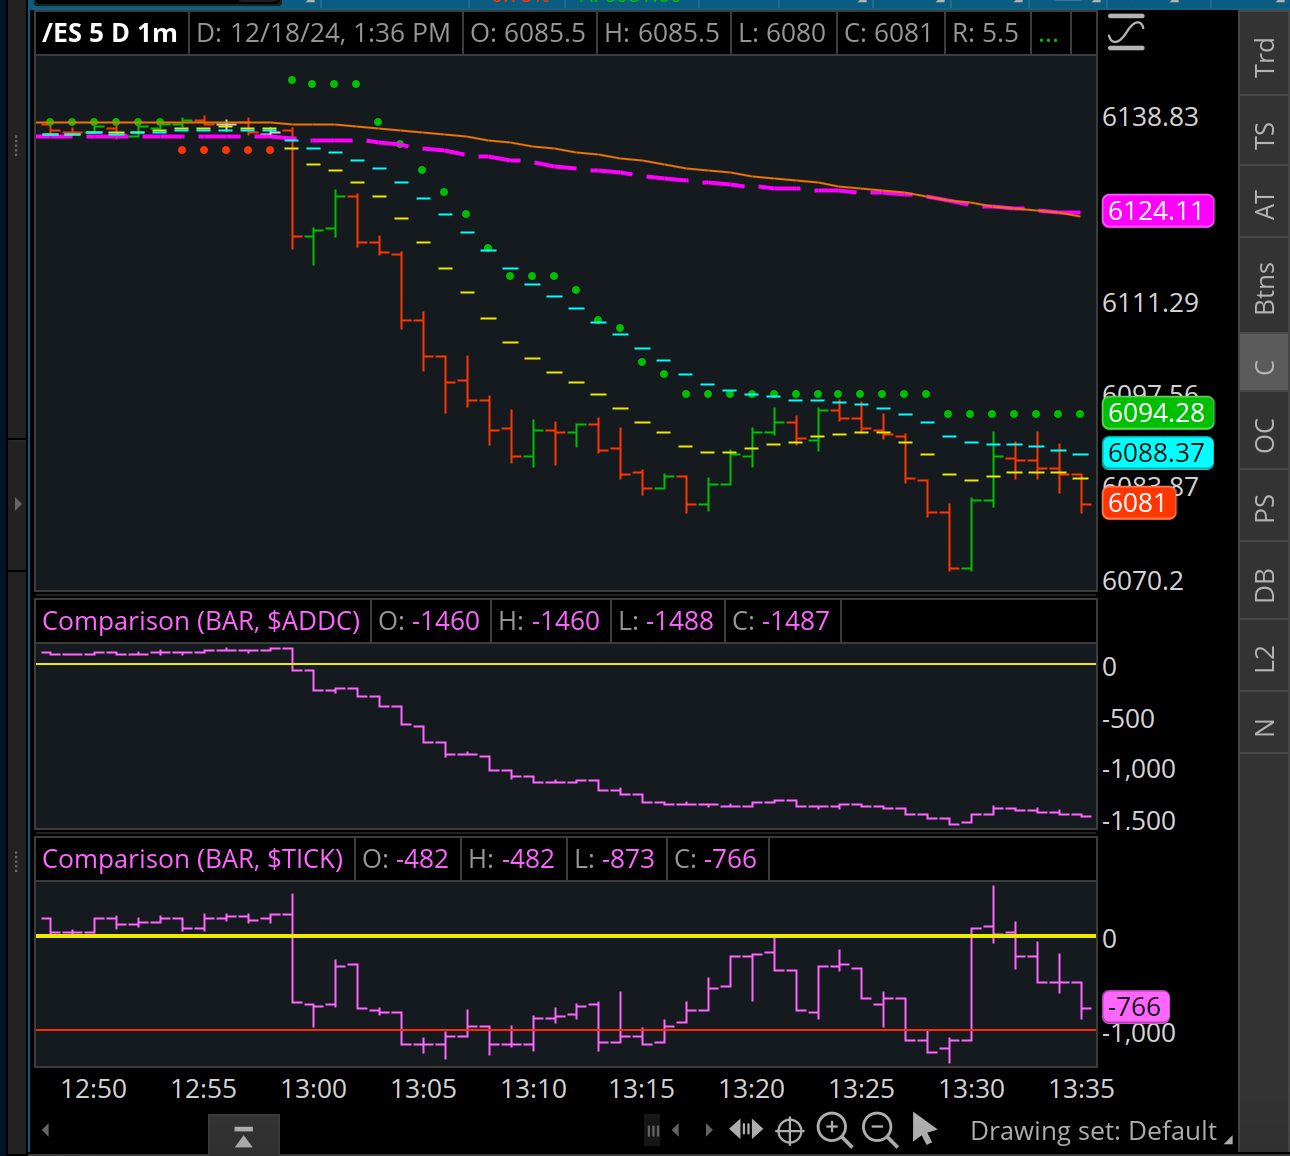 /ES 5 D 1m D: 12/18/24, 1:36 PM O: 6085.5 H: 6085.5 L: 6080 C: 6081 R: 5.5 ...
6138.83
6124.11
6111.29
6097.56
6094.28
6088.37
6083.87
6081
6070.2
Comparison (BAR, $ADDC) O: -1460 H: -1460 L: -1488 C: -1487
0
-500
-1,000
-1,500
Comparison (BAR, $TICK) O: -482 H: -482 L: -873 C: -766
0
-766
-1,000
12:50 12:55 13:00 13:05 13:10 13:15 13:20 13:25 13:30 13:35
Drawing set: Default
Trd
TS
AT
Btns
C
OC
PS
DB
L2
N